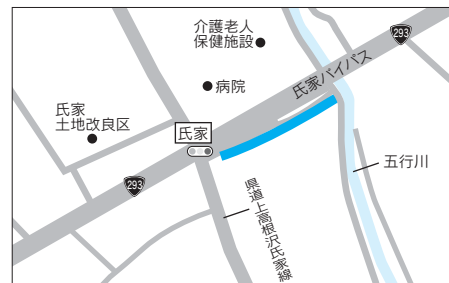 介護老人
保健施設
293
氏家バイパス
病院
氏家
土地改良区
氏家
五行川
293
県道上高根沢氏家線